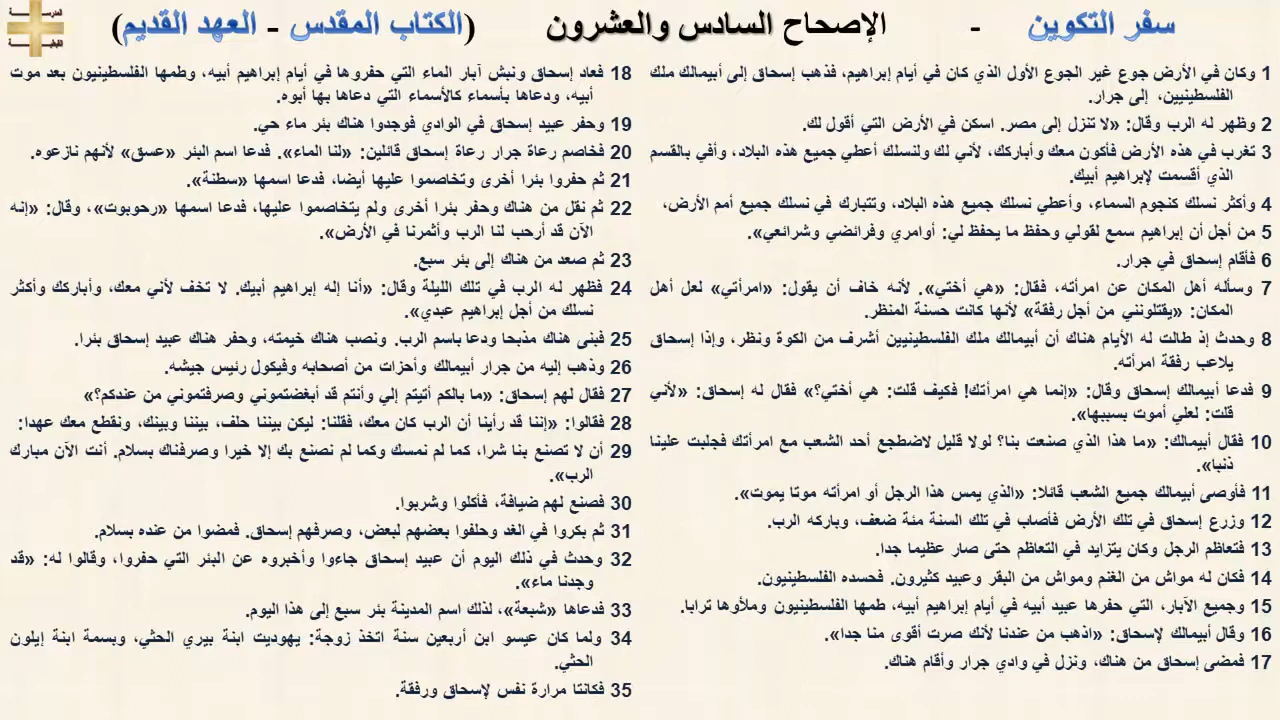 سفر التكوين - الإصحاح السادس والعشرون (الكتاب المقدس - العهد القديم)
1 وكان في الأرض جوع غير الجوع الأول الذي كان في أيام إبراهيم، فذهب إسحاق إلى أبيمالك ملك
الفلسطينيين، إلى جرار.
2 وظهر له الرب وقال: «لا تنزل إلى مصر. اسكن في الأرض التي أقول لك.
3 تغرب في هذه الأرض فأكون معك وأباركك، لأني لك ولنسلك أعطي جميع هذه البلاد، وأفي بالقسم
الذي أقسمت لإبراهيم أبيك.
4 وأكثر نسلك كنجوم السماء، وأعطي نسلك جميع هذه البلاد، وتتبارك في نسلك جميع أمم الأرض،
5 من أجل أن إبراهيم سمع لقولي وحفظ ما يحفظ لي: أوامري وفرائضي وشرائعي».
6 فأقام إسحاق في جرار.
7 وسأله أهل المكان عن امرأته، فقال: «هي أختي». لأنه خاف أن يقول: «امرأتي» لعل أهل
المكان: «يقتلونني من أجل رفقة» لأنها كانت حسنة المنظر.
8 وحدث إذ طالت له الأيام هناك أن أبيمالك ملك الفلسطينيين أشرف من الكوة ونظر، وإذا إسحاق
يلاعب رفقة امرأته.
9 فدعا أبيمالك إسحاق وقال: «إنما هي امرأتك! فكيف قلت: هي أختي؟» فقال له إسحاق: «لأني
قلت: لعلي أموت بسببها».
10 فقال أبيمالك: «ما هذا الذي صنعت بنا؟ لولا قليل لاضطجع أحد الشعب مع امرأتك فجلبت علينا
ذنبا».
11 فأوصى أبيمالك جميع الشعب قائلا: «الذي يمس هذا الرجل أو امرأته موتا يموت».
12 وزرع إسحاق في تلك الأرض فأصاب في تلك السنة مئة ضعف، وباركه الرب.
13 فتعاظم الرجل وكان يتزايد في التعاظم حتى صار عظيما جدا.
14 فكان له مواش من الغنم ومواش من البقر وعبيد كثيرون. فحسده الفلسطينيون.
15 وجميع الآبار، التي حفرها عبيد أبيه في أيام إبراهيم أبيه، طمها الفلسطينيون وملأوها ترابا.
16 وقال أبيمالك لإسحاق: «اذهب من عندنا لأنك صرت أقوى منا جدا».
17 فمضى إسحاق من هناك، ونزل في وادي جرار وأقام هناك.
18 فعاد إسحاق ونبش آبار الماء التي حفروها في أيام إبراهيم أبيه، وطمها الفلسطينيون بعد موت
أبيه، ودعاها بأسماء كالأسماء التي دعاها بها أبوه.
19 وحفر عبيد إسحاق في الوادي فوجدوا هناك بئر ماء حي.
20 فخاصم رعاة جرار رعاة إسحاق قائلين: «لنا الماء». فدعا اسم البئر «عسق» لأنهم نازعوه.
21 ثم حفروا بئرا أخرى وتخاصموا عليها أيضا، فدعا اسمها «سطنة».
22 ثم نقل من هناك وحفر بئرا أخرى ولم يتخاصموا عليها، فدعا اسمها «رحوبوت»، وقال: «إنه
الآن قد أرحب لنا الرب وأثمرنا في الأرض».
23 ثم صعد من هناك إلى بئر سبع.
24 فظهر له الرب في تلك الليلة وقال: «أنا إله إبراهيم أبيك. لا تخف لأني معك، وأباركك وأكثر
نسلك من أجل إبراهيم عبدي».
25 فبنى هناك مذبحا ودعا باسم الرب. ونصب هناك خيمته، وحفر هناك عبيد إسحاق بئرا.
26 وذهب إليه من جرار أبيمالك وأحزات من أصحابه وفيكول رئيس جيشه.
27 فقال لهم إسحاق: «ما بالكم أتيتم إلي وأنتم قد أبغضتموني وصرفتموني من عندكم؟»
28 فقالوا: «إننا قد رأينا أن الرب كان معك، فقلنا: ليكن بيننا حلف، بيننا وبينك، ونقطع معك عهدا:
29 أن لا تصنع بنا شرا، كما لم نمسك وكما لم نصنع بك إلا خيرا وصرفناك بسلام. أنت الآن مبارك
الرب».
30 فصنع لهم ضيافة، فأكلوا وشربوا.
31 ثم بكروا في الغد وحلفوا بعضهم لبعض، وصرفهم إسحاق. فمضوا من عنده بسلام.
32 وحدث في ذلك اليوم أن عبيد إسحاق جاءوا وأخبروه عن البئر التي حفروا، وقالوا له: «قد
وجدنا ماء».
33 فدعاها «شبعة»، لذلك اسم المدينة بئر سبع إلى هذا اليوم.
34 ولما كان عيسو ابن أربعين سنة اتخذ زوجة: يهوديت ابنة بيري الحثي، وبسمة ابنة إيلون
الحثي.
35 فكانتا مرارة نفس لإسحاق ورفقة.